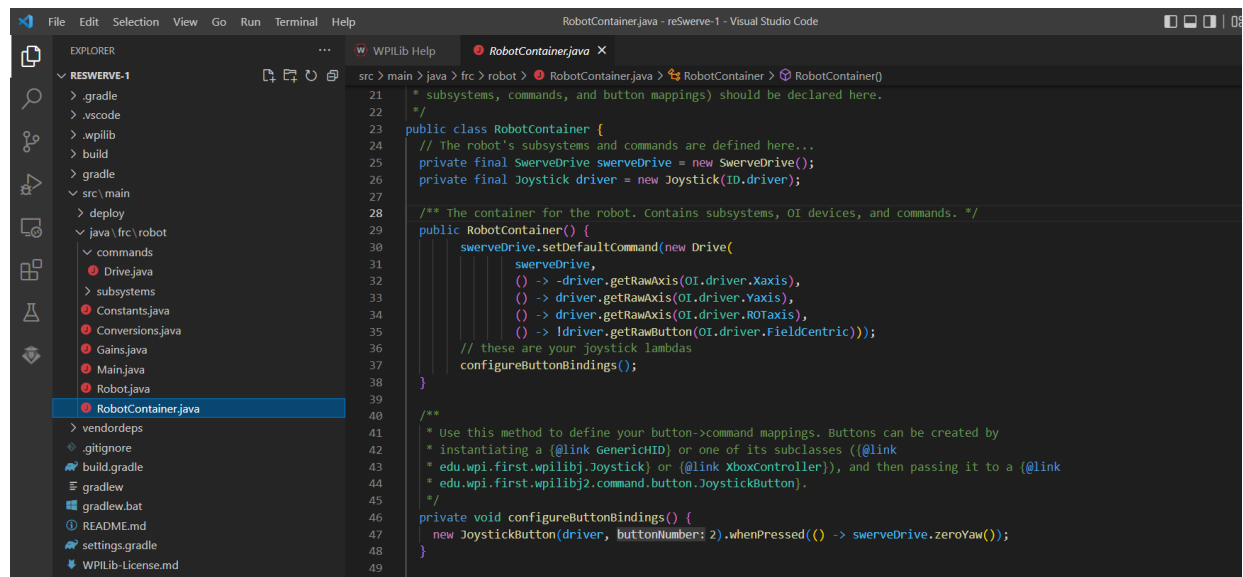 File Edit Selection View Go Run Terminal Help RobotContainer.java - reSwerve-1 - Visual Studio Code
EXPLORER ...
RESWERVE-1
> .gradle
> .vscode
> .wpilib
> build
> gradle
src\main
> deploy
java\frc\robot
commands
Drive.java
> subsystems
Constants.java
Conversions.java
Gains.java
Main.java
Robot.java
RobotContainer.java
> vendordeps
.gitignore
build.gradle
gradlew
gradlew.bat
README.md
settings.gradle
WPILib-License.md
WPILib Help RobotContainer.java
src > main > java > frc > robot > RobotContainer.java > RobotContainer > RobotContainer()
21 * subsystems, commands, and button mappings) should be declared here.
22 */
23 public class RobotContainer {
24 // The robot's subsystems and commands are defined here...
25 private final SwerveDrive swerveDrive = new SwerveDrive();
26 private final Joystick driver = new Joystick(ID.driver);
27
28 /** The container for the robot. Contains subsystems, OI devices, and commands. */
29 public RobotContainer() {
30 swerveDrive.setDefaultCommand(new Drive(
31 swerveDrive,
32 () -> -driver.getRawAxis(OI.driver.Xaxis),
33 () -> driver.getRawAxis(OI.driver.Yaxis),
34 () -> driver.getRawAxis(OI.driver.ROTaxis),
35 () -> !driver.getRawButton(OI.driver.FieldCentric)));
36 // these are your joystick lambdas
37 configureButtonBindings();
38 }
39
40 /**
41 * Use this method to define your button->command mappings. Buttons can be created by
42 * instantiating a {@link GenericHID} or one of its subclasses ({@link
43 * edu.wpi.first.wpilibj.Joystick} or {@link XboxController}), and then passing it to a {@link
44 * edu.wpi.first.wpilibj2.command.button.JoystickButton}.
45 */
46 private void configureButtonBindings() {
47 new JoystickButton(driver, buttonNumber: 2).whenPressed(() -> swerveDrive.zeroYaw());
48 }
49